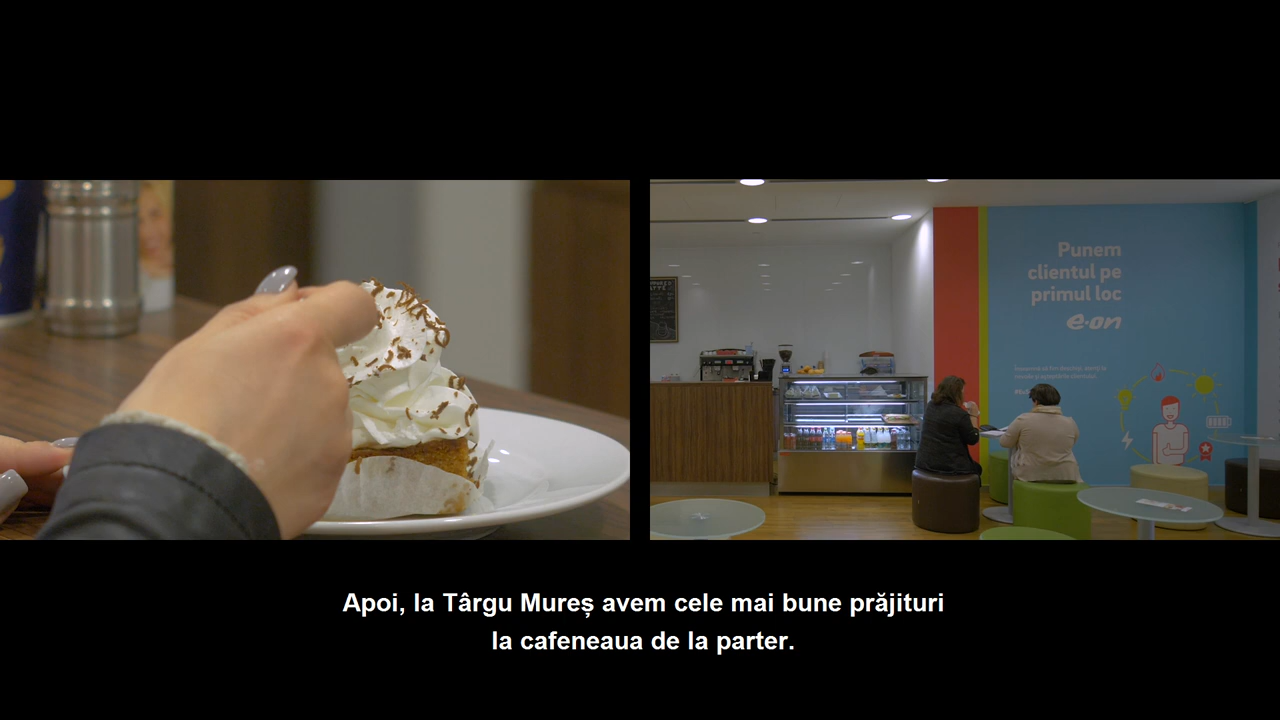 Punem
clientul pe
primul loc
e·on
Apoi, la Târgu Mureș avem cele mai bune prăjituri
la cafeneaua de la parter.